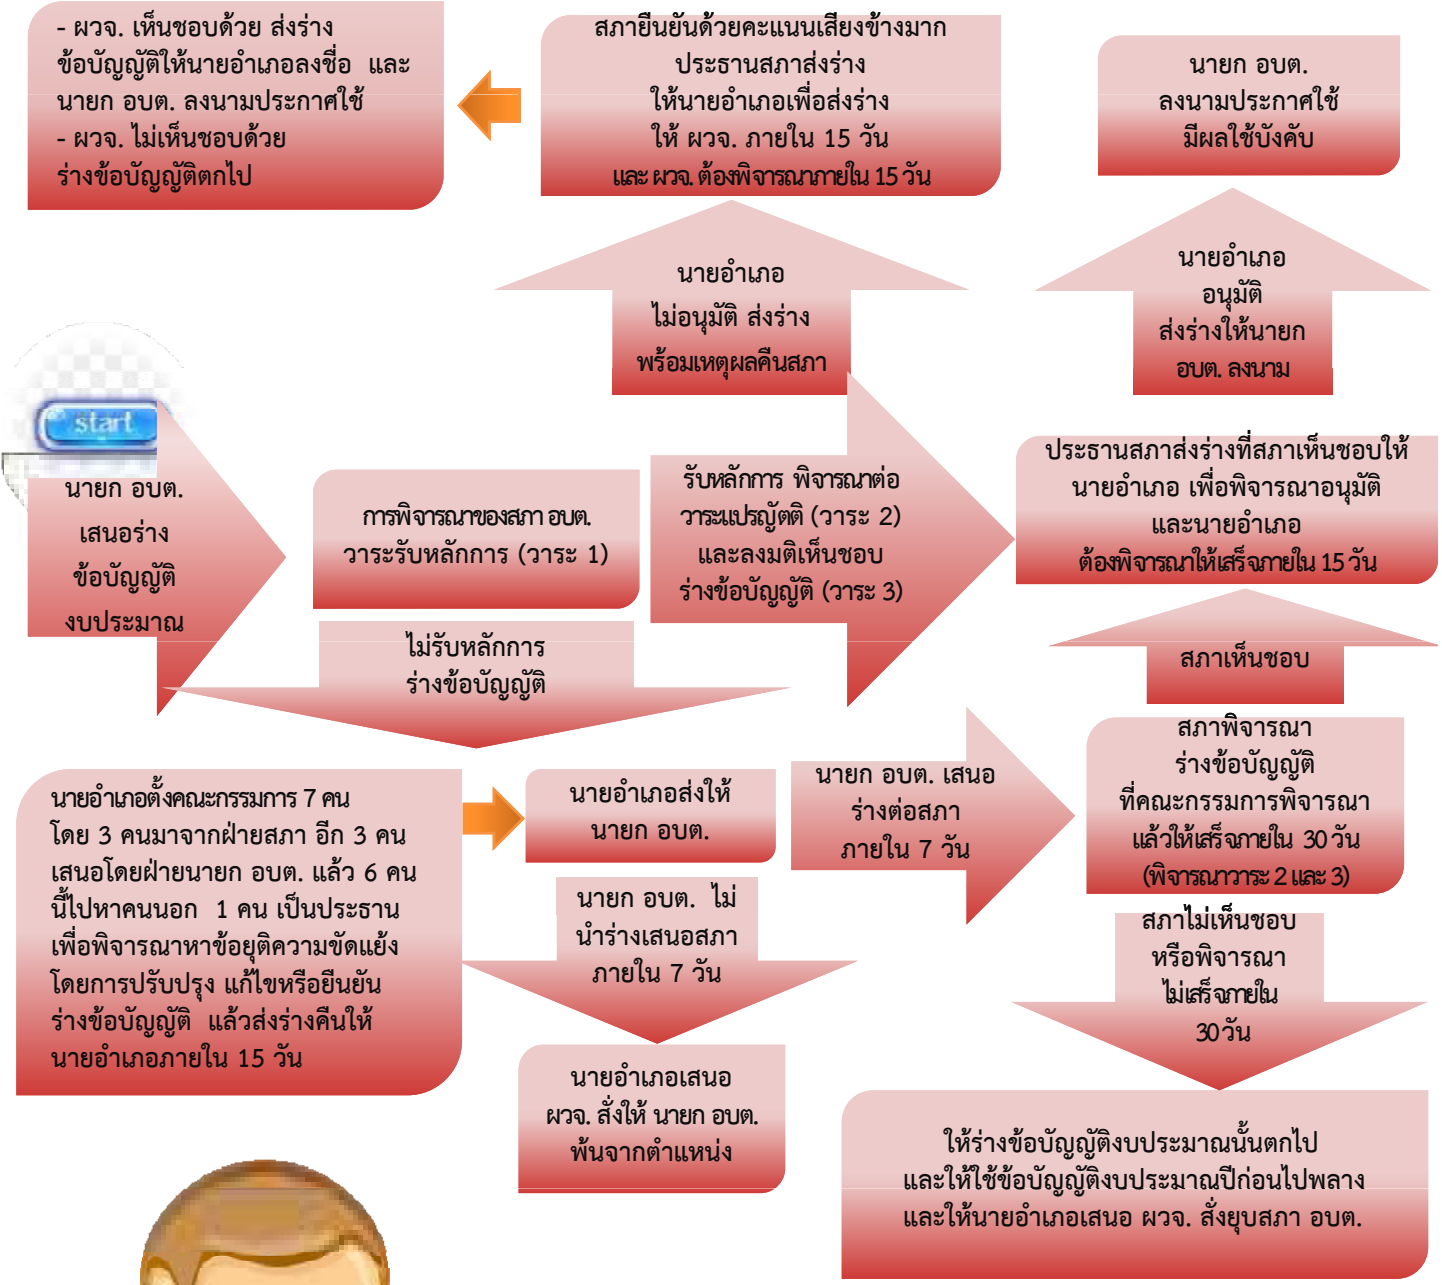 - ผวจ. เห็นชอบด้วย ส่งร่าง
ข้อบัญญัติให้นายอำเภอลงชื่อ และ
นายก อบต. ลงนามประกาศใช้
- ผวจ. ไม่เห็นชอบด้วย
ร่างข้อบัญญัติตกไป
สภายืนยันด้วยคะแนนเสียงข้างมาก
ประธานสภาส่งร่าง
ให้นายอำเภอเพื่อส่งร่าง
ให้ ผวจ. ภายใน 15 วัน
และ ผวจ. ต้องพิจารณาภายใน 15 วัน
นายก อบต.
ลงนามประกาศใช้
มีผลใช้บังคับ
นายอำเภอ
ไม่อนุมัติ ส่งร่าง
พร้อมเหตุผลคืนสภา
นายอำเภอ
อนุมัติ
ส่งร่างให้นายก
อบต. ลงนาม
start
นายก อบต.
เสนอร่าง
ข้อบัญญัติ
งบประมาณ
การพิจารณาของสภา อบต.
วาระรับหลักการ (วาระ 1)
รับหลักการ พิจารณาต่อ
วาระแปรญัตติ (วาระ 2)
และลงมติเห็นชอบ
ร่างข้อบัญญัติ (วาระ 3)
ประธานสภาส่งร่างที่สภาเห็นชอบให้
นายอำเภอ เพื่อพิจารณาอนุมัติ
และนายอำเภอ
ต้องพิจารณาให้เสร็จภายใน 15 วัน
ไม่รับหลักการ
ร่างข้อบัญญัติ
สภาเห็นชอบ
นายอำเภอตั้งคณะกรรมการ 7 คน
โดย 3 คนมาจากฝ่ายสภา อีก 3 คน
เสนอโดยฝ่ายนายก อบต. แล้ว 6 คน
นี้ไปหาคนนอก 1 คน เป็นประธาน
เพื่อพิจารณาหาข้อยุติความขัดแย้ง
โดยการปรับปรุง แก้ไขหรือยืนยัน
ร่างข้อบัญญัติ แล้วส่งร่างคืนให้
นายอำเภอภายใน 15 วัน
นายอำเภอส่งให้
นายก อบต.
นายก อบต. เสนอ
ร่างต่อสภา
ภายใน 7 วัน
สภาพิจารณา
ร่างข้อบัญญัติ
ที่คณะกรรมการพิจารณา
แล้วให้เสร็จภายใน 30 วัน
(พิจารณาวาระ 2 และ 3)
นายก อบต. ไม่
นำร่างเสนอสภา
ภายใน 7 วัน
สภาไม่เห็นชอบ
หรือพิจารณา
ไม่เสร็จภายใน
30 วัน
นายอำเภอเสนอ
ผวจ. สั่งให้ นายก อบต.
พ้นจากตำแหน่ง
ให้ร่างข้อบัญญัติงบประมาณนั้นตกไป
และให้ใช้ข้อบัญญัติงบประมาณปีก่อนไปพลาง
และให้นายอำเภอเสนอ ผวจ. สั่งยุบสภา อบต.